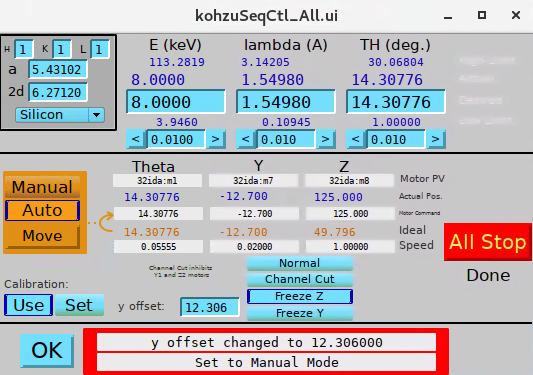 kohzuSeqCtl_All.ui
H 1 K 1 L 1
a 5.43102
2d 6.27120
Silicon
E (keV) lambda (A) TH (deg.)
113.2819 3.14205 30.06804 High Limit
8.0000 1.54980 14.30776 Actual
8.0000 1.54980 14.30776 Desired
3.9460 0.10945 1.00000 Low Limit
< 0.0100 > < 0.010 > < 0.010 >
Theta Y Z
32ida:m1 32ida:m7 32ida:m8 Motor PV
14.30776 -12.700 125.000 Actual Pos.
14.30776 -12.700 125.000 Motor Command
14.30776 -12.700 49.796 Ideal
0.05555 0.02000 1.00000 Speed
Manual
Auto
Move
All Stop
Done
Channel Cut inhibits
Y1 and Z2 motors
Normal
Channel Cut
Freeze Z
Freeze Y
Calibration:
Use Set
y offset: 12.306
OK
y offset changed to 12.306000
Set to Manual Mode